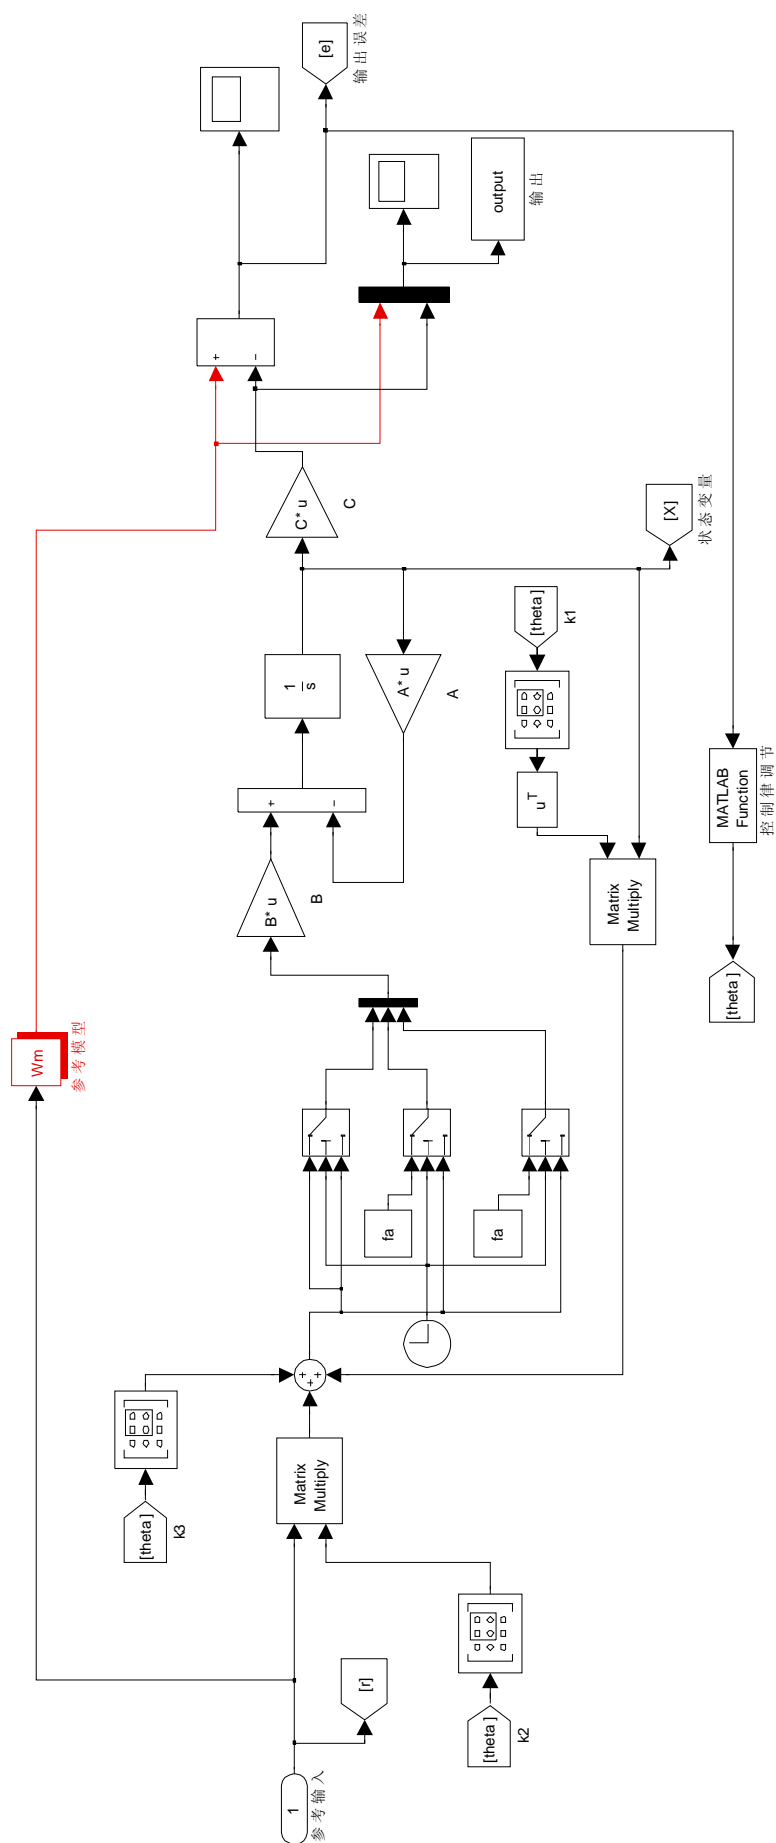 1
参考输入
[r]
[theta]
k2
[theta]
k3
Matrix
Multiply
+
+
+
fa
fa
Wm
参考模型
B* u
B
+
−
1
s
A* u
A
C* u
C
[theta]
k1
u^T
Matrix
Multiply
[X]
状态变量
+
−
output
输出
[e]
输出误差
MATLAB
Function
控制律调节
[theta]